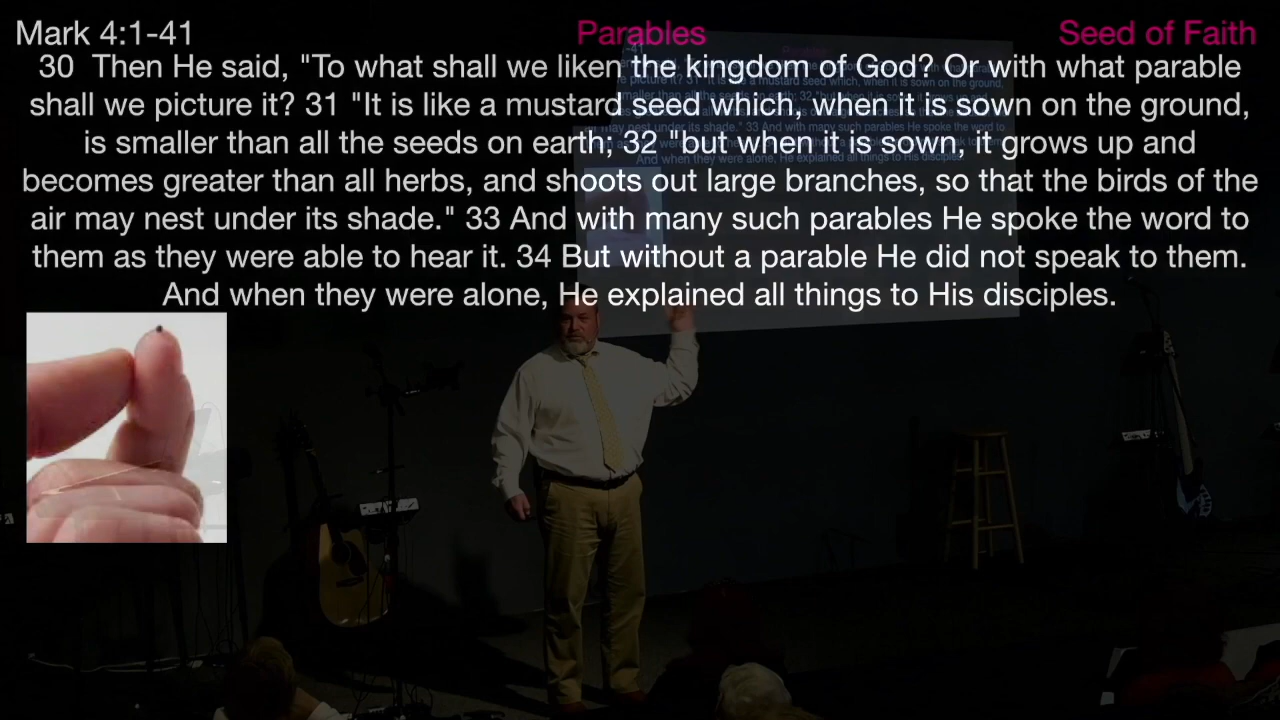 Mark 4:1-41 Parables Seed of Faith
30 Then He said, "To what shall we liken the kingdom of God? Or with what parable
shall we picture it? 31 "It is like a mustard seed which, when it is sown on the ground,
is smaller than all the seeds on earth; 32 "but when it is sown, it grows up and
becomes greater than all herbs, and shoots out large branches, so that the birds of the
air may nest under its shade." 33 And with many such parables He spoke the word to
them as they were able to hear it. 34 But without a parable He did not speak to them.
And when they were alone, He explained all things to His disciples.